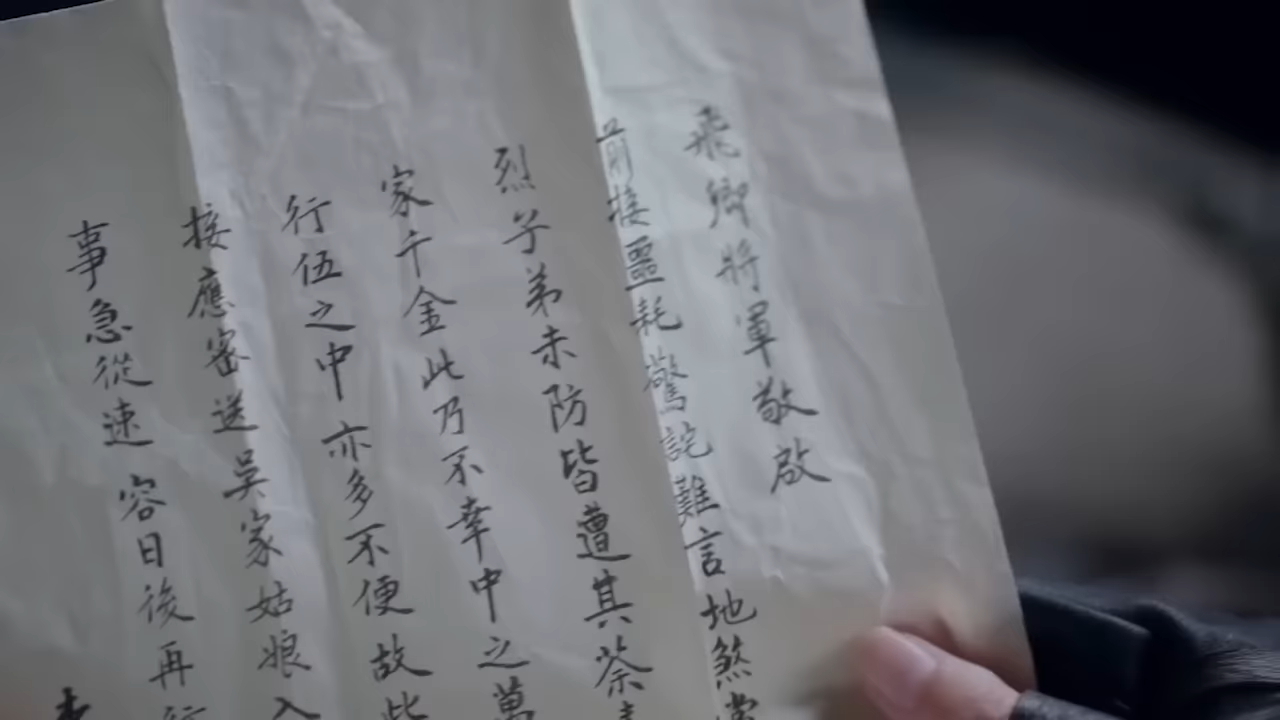 飛卿將軍敬啟
前接噩耗驚詫難言地煞
烈子弟未防皆遭其荼
家千金此乃不幸中之萬
行伍之中亦多不便故此
接應密送吳家姑娘入
事急從速容日後再行